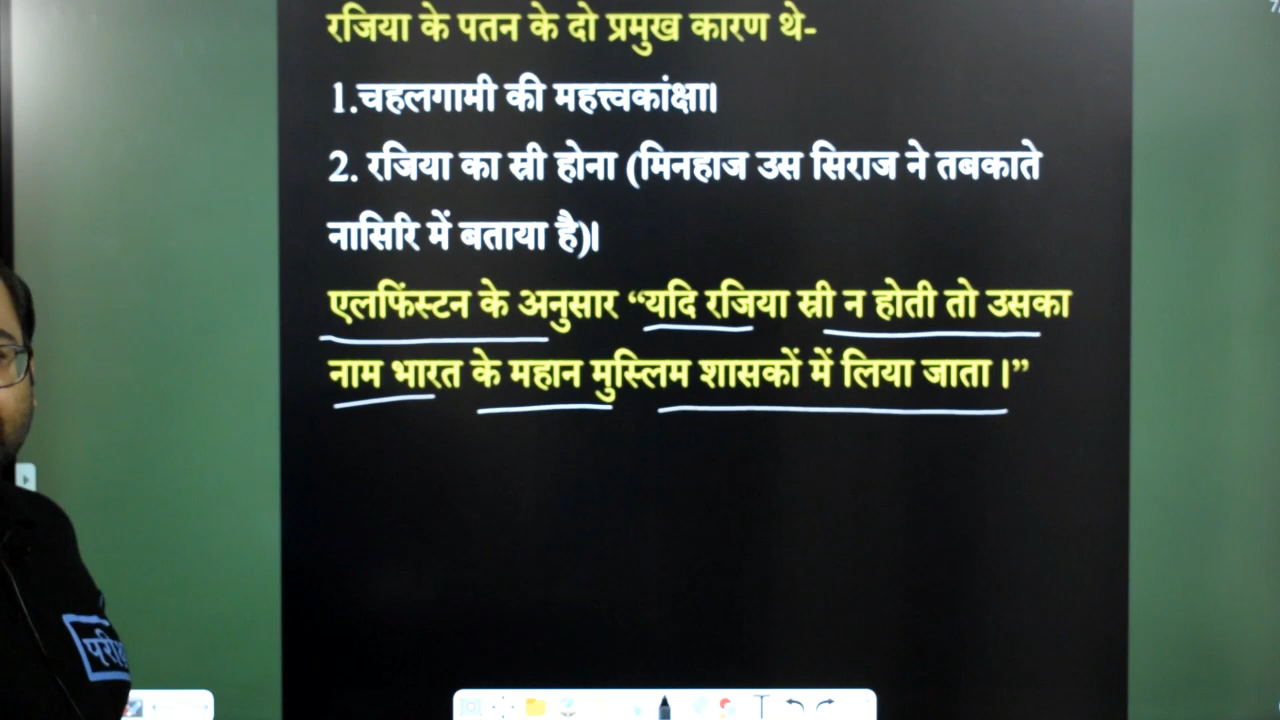 रजिया के पतन के दो प्रमुख कारण थे-
1.चहलगामी की महत्त्वकांक्षा।
2. रजिया का स्री होना (मिनहाज उस सिराज ने तबकाते
नासिरि में बताया है)।
एलफिंस्टन के अनुसार “यदि रजिया स्री न होती तो उसका
नाम भारत के महान मुस्लिम शासकों में लिया जाता ।”